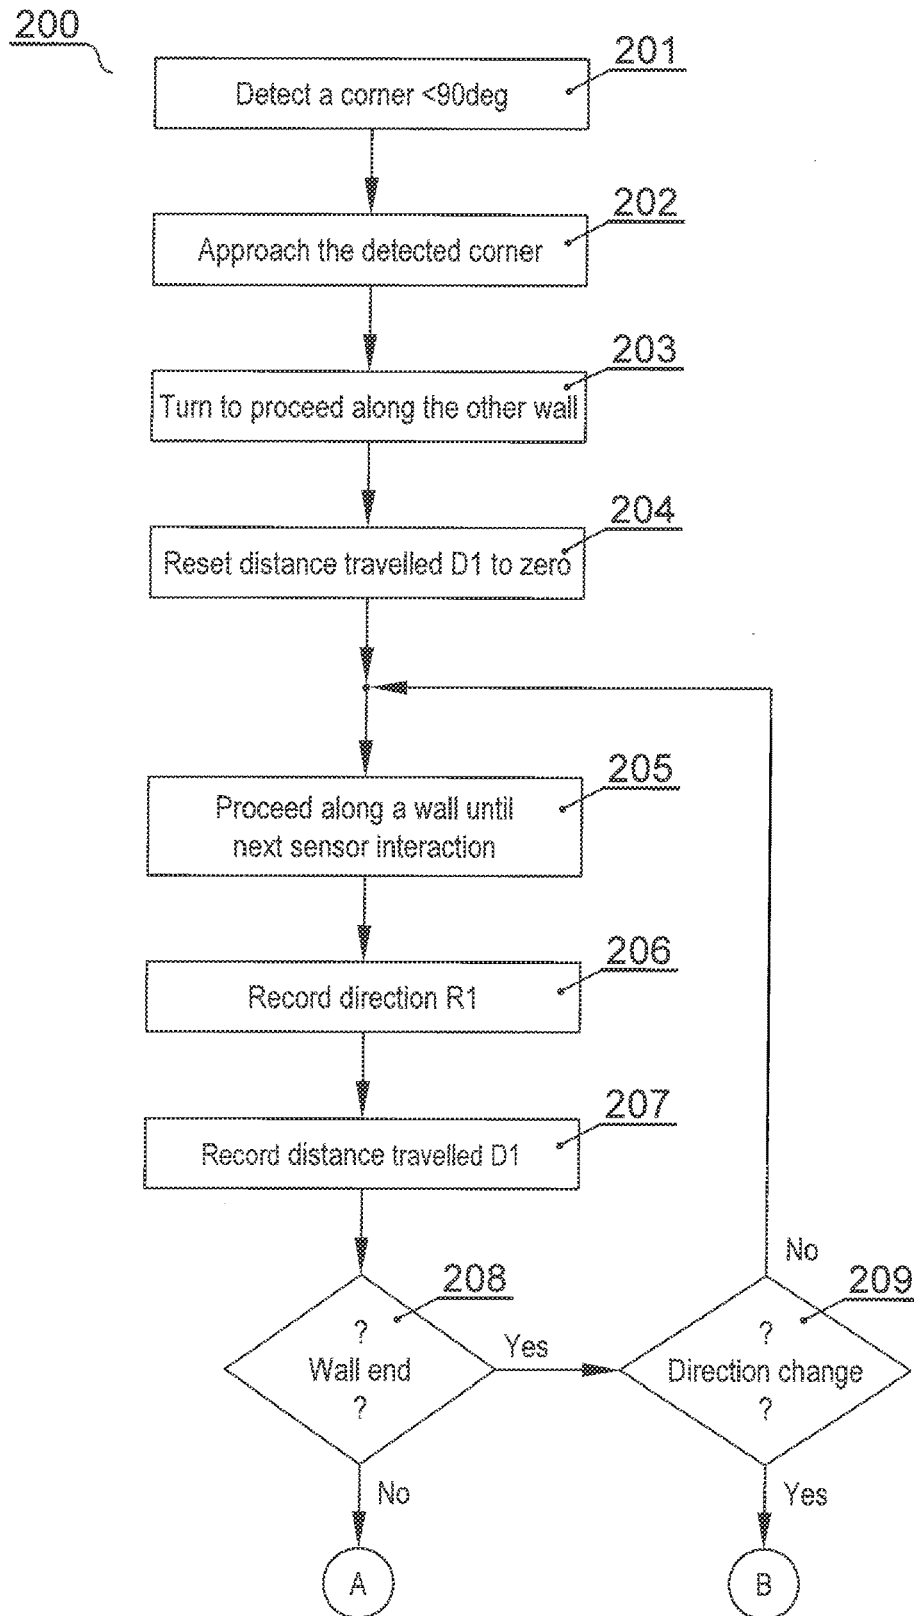 200
201
Detect a corner <90deg
202
Approach the detected corner
203
Turn to proceed along the other wall
204
Reset distance travelled D1 to zero
205
Proceed along a wall until
next sensor interaction
206
Record direction R1
207
Record distance travelled D1
208
?
Wall end
?
Yes
No
209
?
Direction change
?
No
Yes
A
B